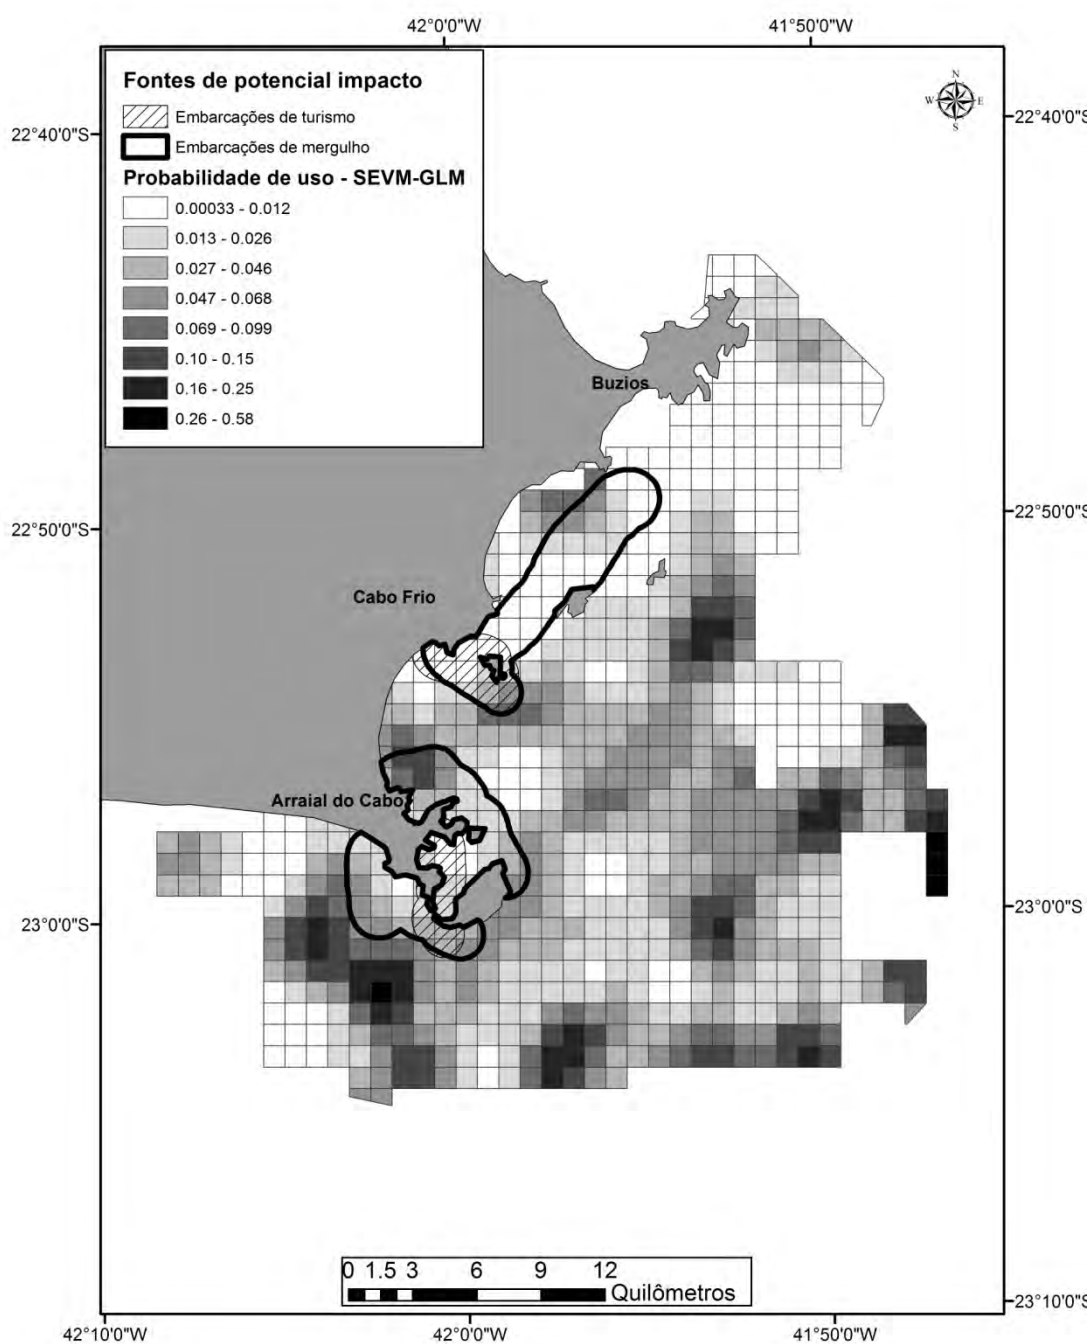 42°0'0"W
41°50'0"W
Fontes de potencial impacto
Embarcações de turismo
Embarcações de mergulho
Probabilidade de uso - SEVM-GLM
0.00033 - 0.012
0.013 - 0.026
0.027 - 0.046
0.047 - 0.068
0.069 - 0.099
0.10 - 0.15
0.16 - 0.25
0.26 - 0.58
N
W
E
S
22°40'0"S
22°40'0"S
Buzios
22°50'0"S
22°50'0"S
Cabo Frio
Arraial do Cabo
23°0'0"S
23°0'0"S
0 1.5 3 6 9 12
Quilômetros
23°10'0"S
42°10'0"W
42°0'0"W
41°50'0"W